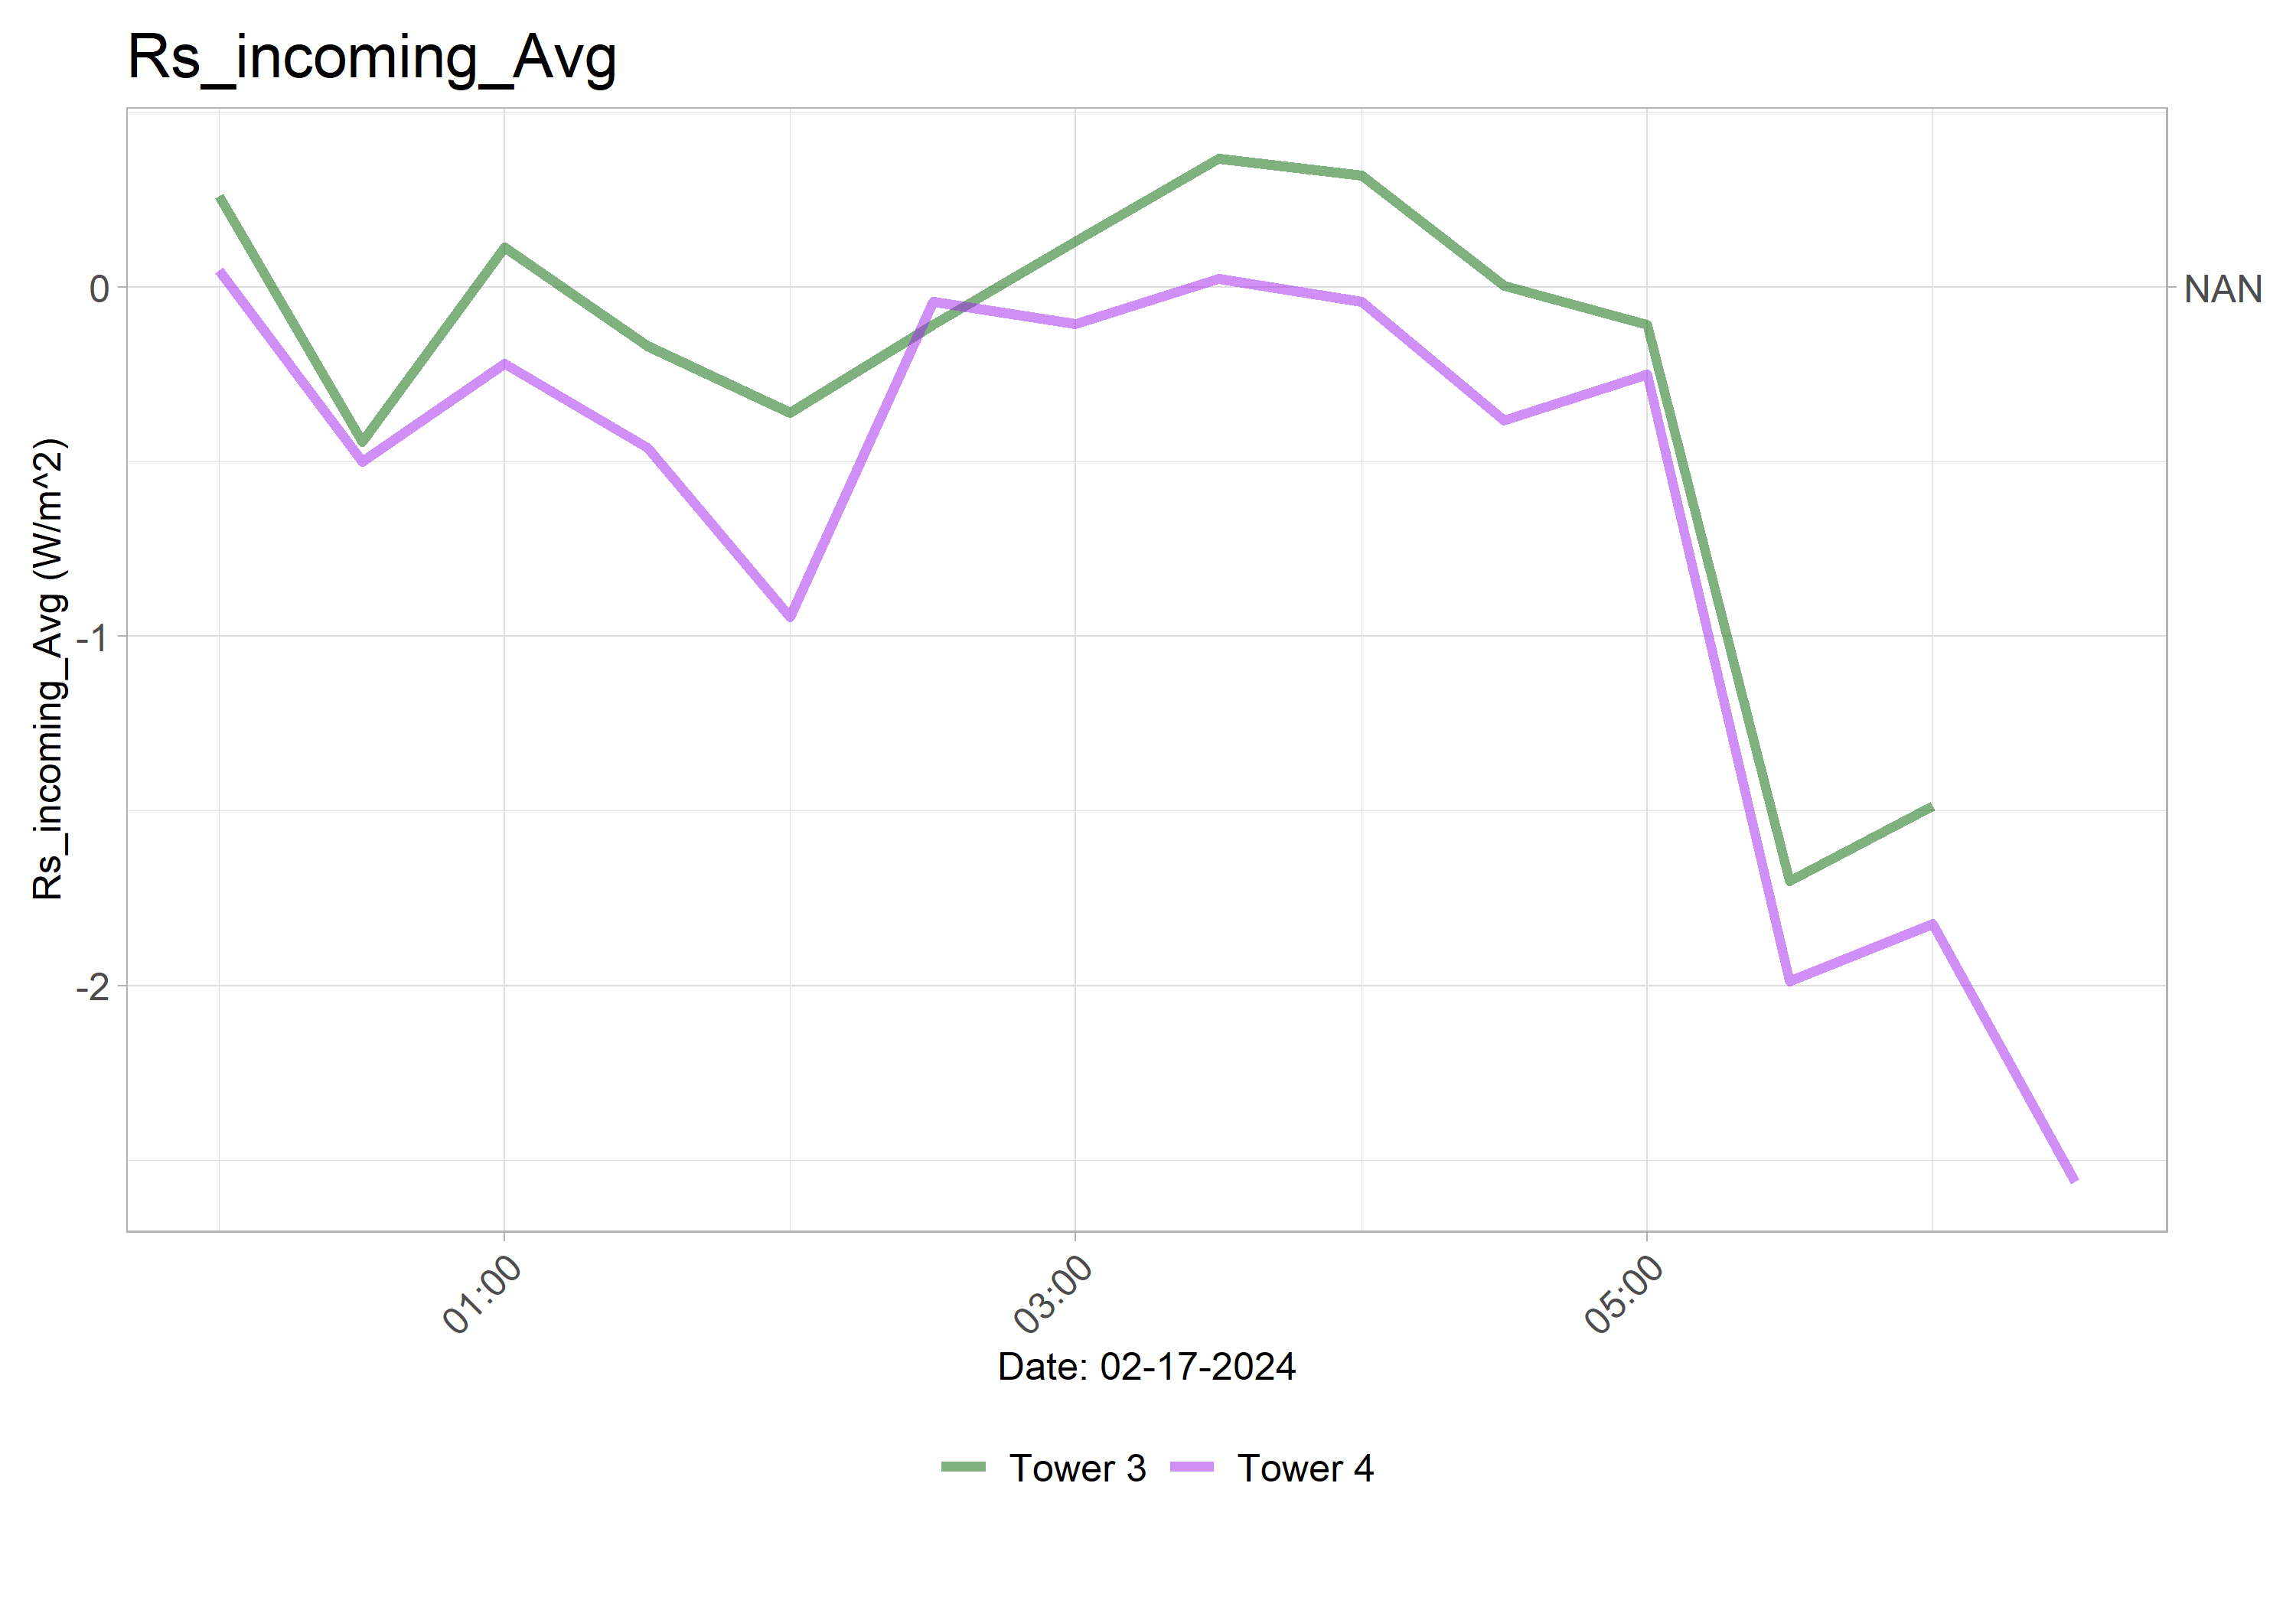 Rs_incoming_Avg
Rs_incoming_Avg (W/m^2)
0
-1
-2
NAN
01:00
03:00
05:00
Date: 02-17-2024
Tower 3
Tower 4